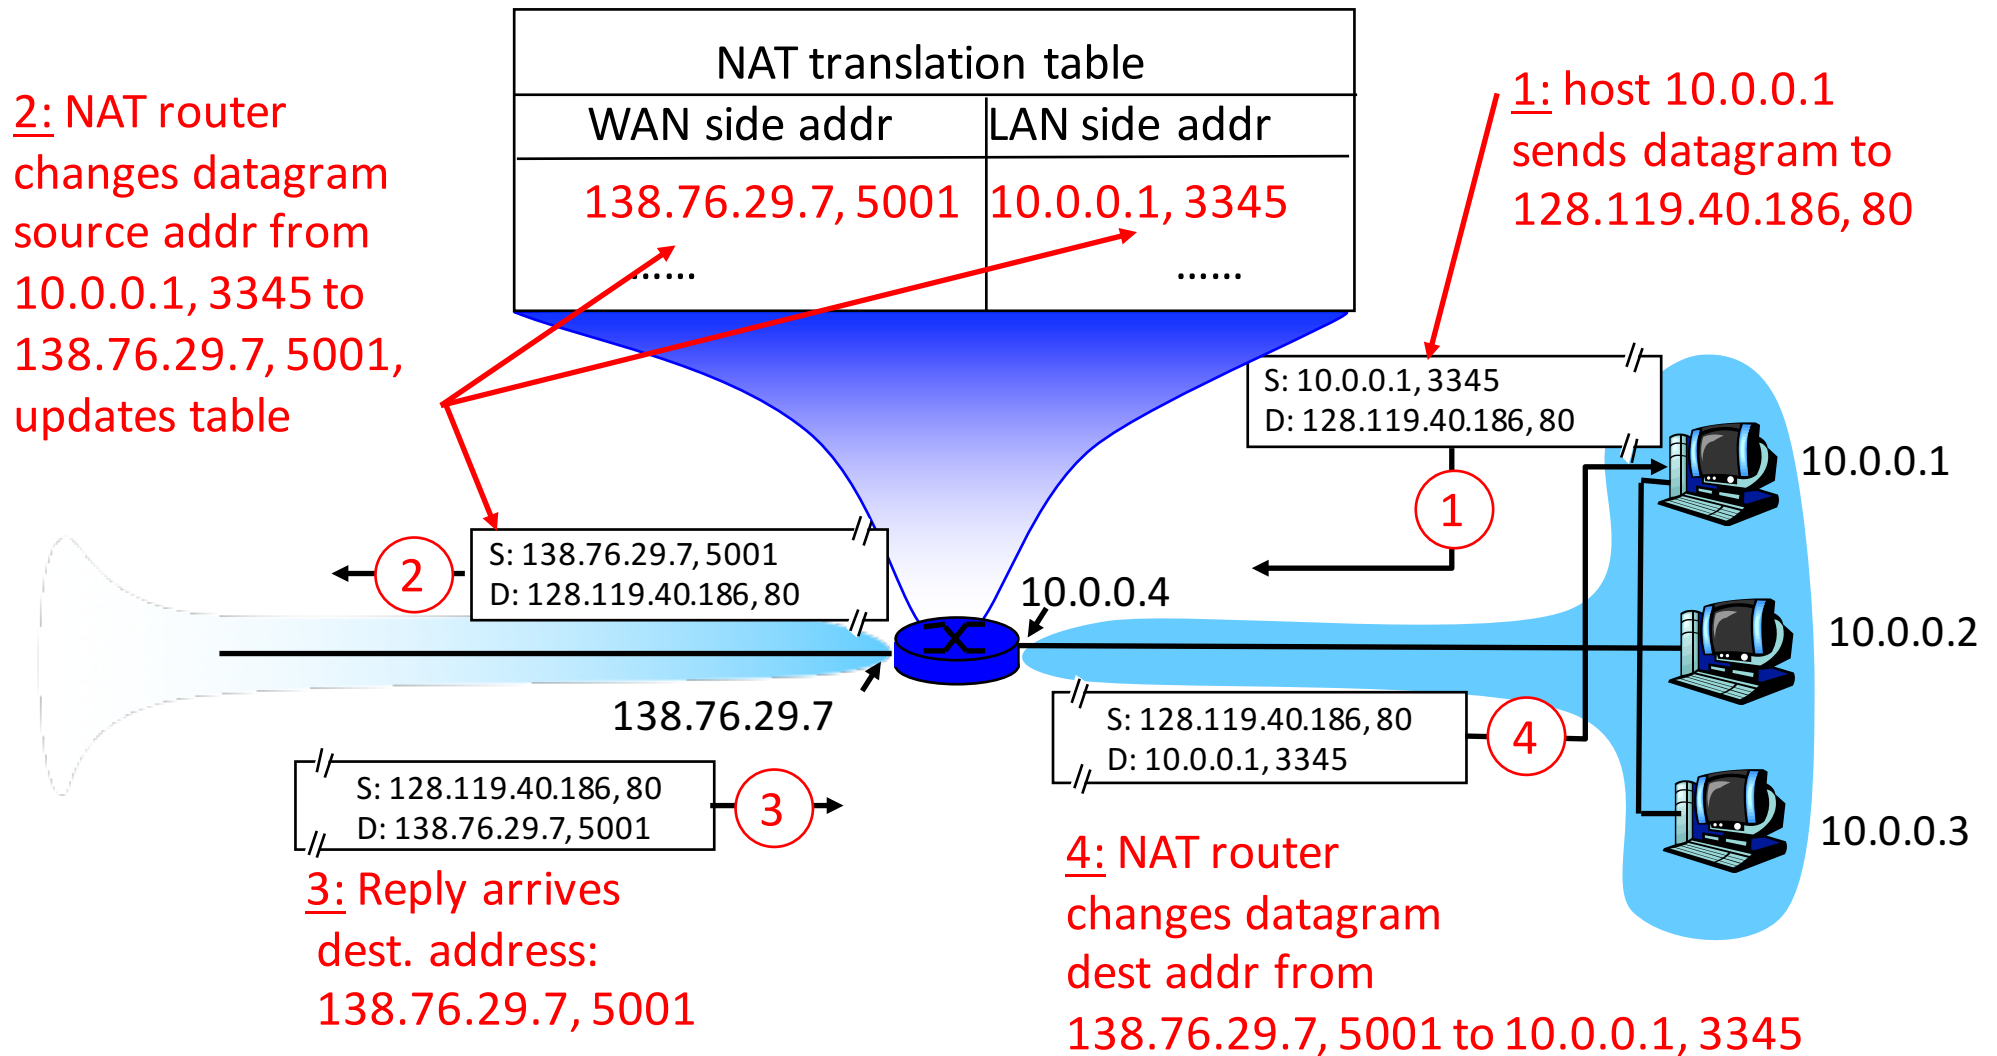 NAT translation table
WAN side addr
LAN side addr
138.76.29.7, 5001
10.0.0.1, 3345
......
......
2: NAT router
changes datagram
source addr from
10.0.0.1, 3345 to
138.76.29.7, 5001,
updates table
1: host 10.0.0.1
sends datagram to
128.119.40.186, 80
S: 10.0.0.1, 3345
D: 128.119.40.186, 80
1
10.0.0.1
S: 138.76.29.7, 5001
D: 128.119.40.186, 80
2
10.0.0.4
10.0.0.2
138.76.29.7
S: 128.119.40.186, 80
D: 10.0.0.1, 3345
4
S: 128.119.40.186, 80
D: 138.76.29.7, 5001
3
10.0.0.3
3: Reply arrives
dest. address:
138.76.29.7, 5001
4: NAT router
changes datagram
dest addr from
138.76.29.7, 5001 to 10.0.0.1, 3345